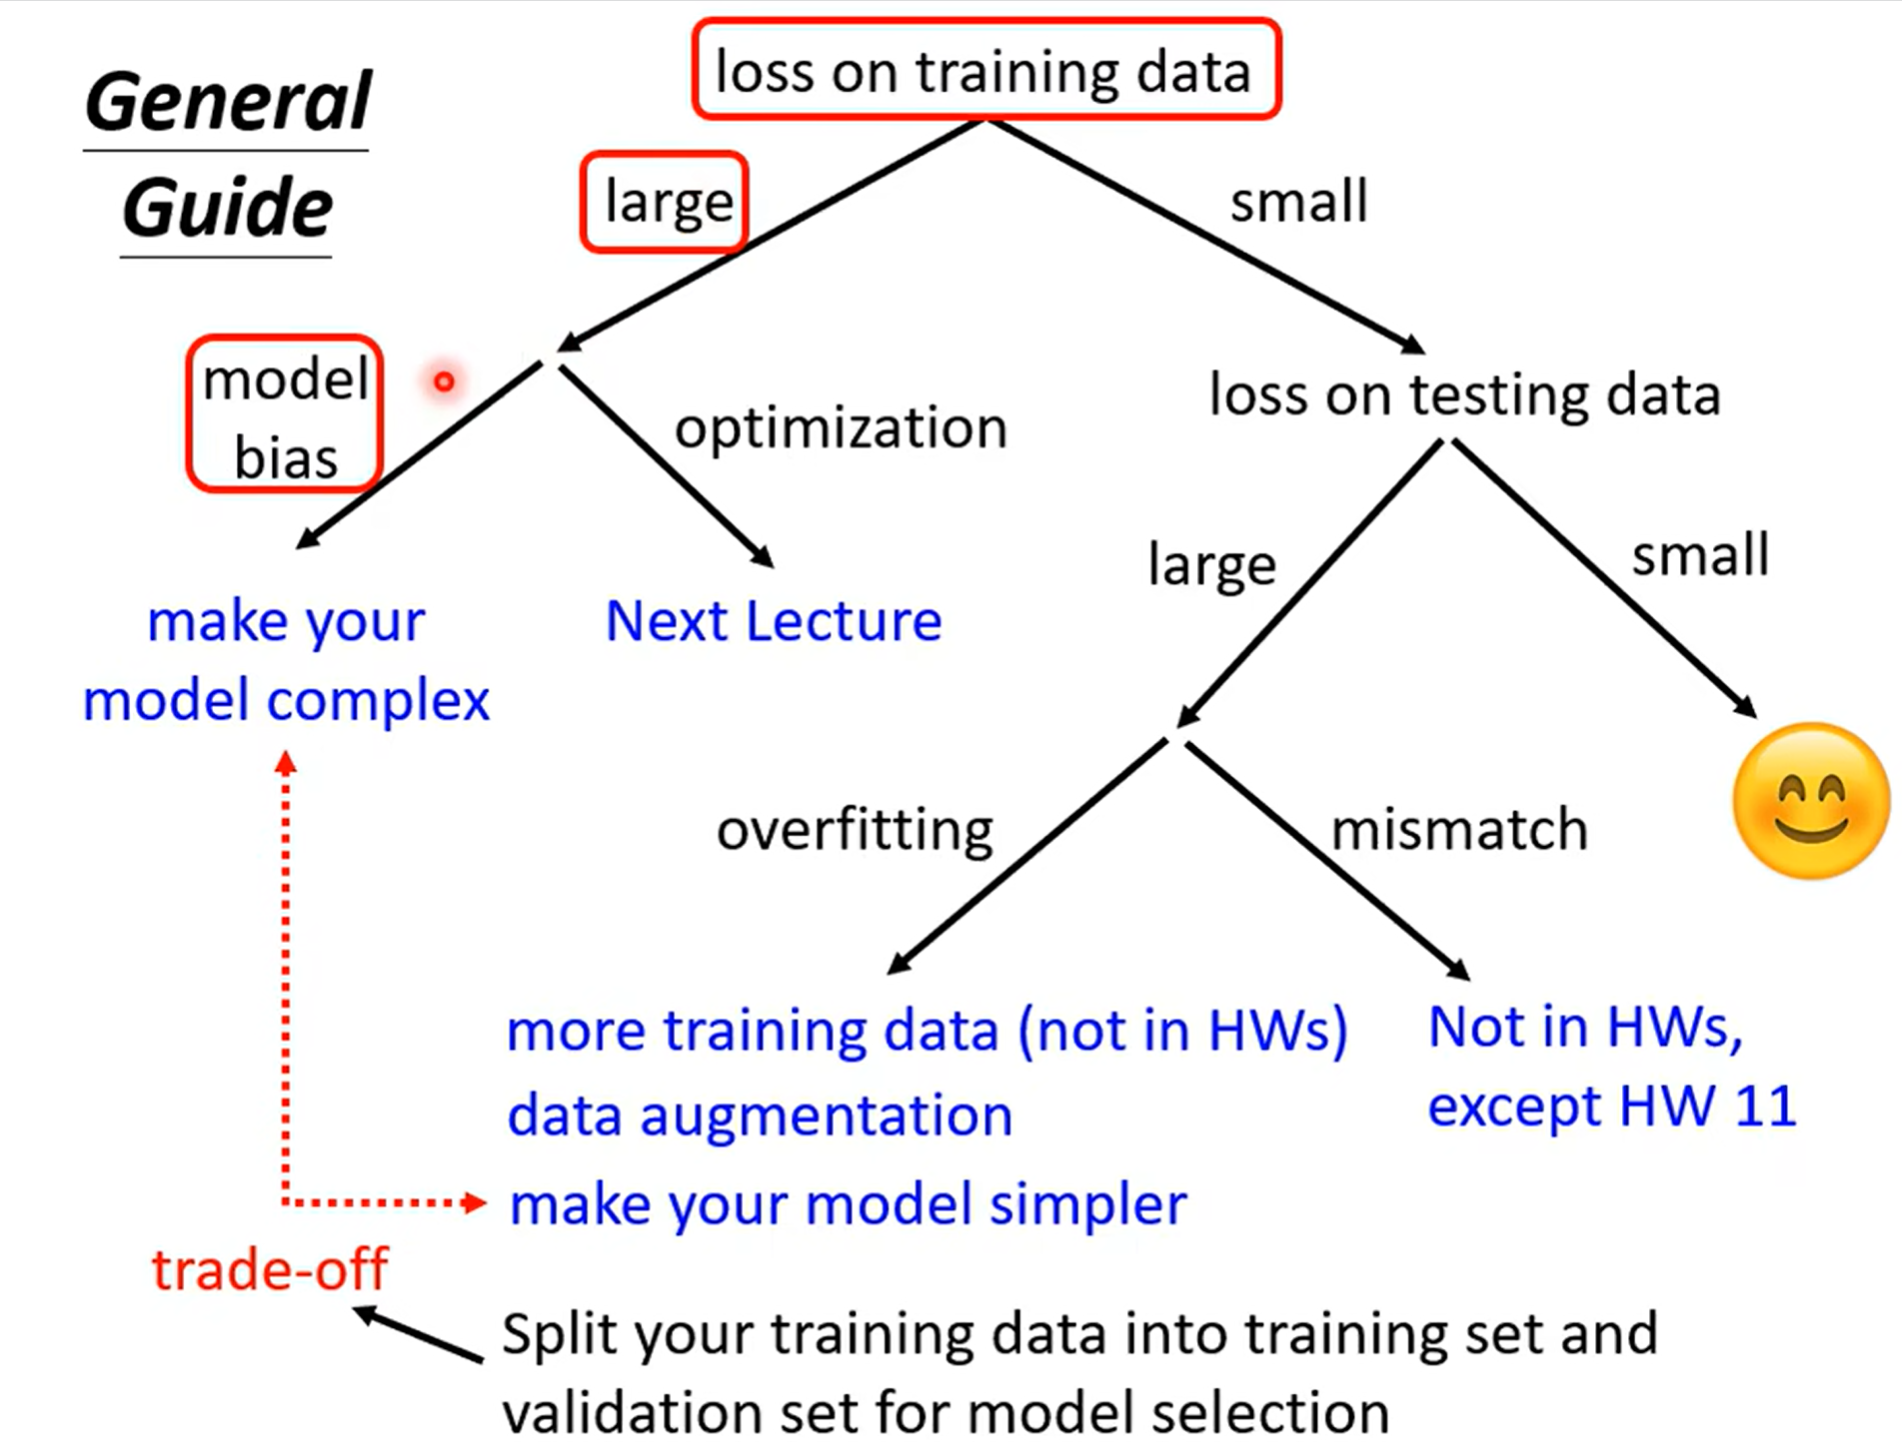 General
Guide
loss on training data
large
small
model
bias
optimization
loss on testing data
make your
model complex
Next Lecture
large
small
overfitting
mismatch
more training data (not in HWs)
data augmentation
make your model simpler
Not in HWs,
except HW 11
trade-off
Split your training data into training set and
validation set for model selection